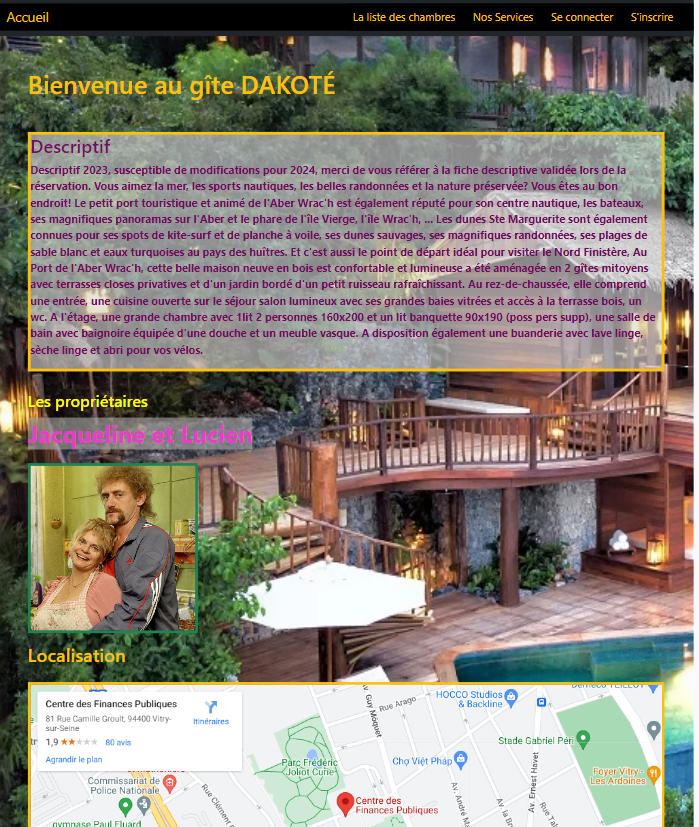 Accueil
La liste des chambres Nos Services Se connecter S'inscrire
Bienvenue au gîte DAKOTÉ
Descriptif
Descriptif 2023, susceptible de modifications pour 2024, merci de vous référer à la fiche descriptive validée lors de la
réservation. Vous aimez la mer, les sports nautiques, les belles randonnées et la nature préservée? Vous êtes au bon
endroit! Le petit port touristique et animé de l'Aber Wrac'h est également réputé pour son centre nautique, les bateaux,
ses magnifiques panoramas sur l'Aber et le phare de l'île Vierge, l'île Wrac'h, ... Les dunes Ste Marguerite sont également
connues pour ses spots de kite-surf et de planche à voile, ses dunes sauvages, ses magnifiques randonnées, ses plages de
sable blanc et eaux turquoises au pays des huîtres. Et c'est aussi le point de départ idéal pour visiter le Nord Finistère, Au
Port de l'Aber Wrac'h, cette belle maison neuve en bois est confortable et lumineuse a été aménagée en 2 gîtes mitoyens
avec terrasses closes privatives et d'un jardin bordé d'un petit ruisseau rafraîchissant. Au rez-de-chaussée, elle comprend
une entrée, une cuisine ouverte sur le séjour salon lumineux avec ses grandes baies vitrées et accès à la terrasse bois, un
wc. A l'étage, une grande chambre avec 1lit 2 personnes 160x200 et un lit banquette 90x190 (poss pers supp), une salle de
bain avec baignoire équipée d'une douche et un meuble vasque. A disposition également une buanderie avec lave linge,
sèche linge et abri pour vos vélos.
Les propriétaires
Jacqueline et Lucien
Localisation
Centre des Finances Publiques
81 Rue Camille Groult, 94400 Vitry-
sur-Seine
1,9 80 avis
Agrandir le plan
Itinéraires
Av. Guy Môquet
Rue Arago
HOCCO Studios
& Backline
Stade Gabriel Péri
Parc Frédéric
Joliot Curie
Chợ Việt Pháp
Av. Ernest Havet
Foyer Vitry -
Les Ardoines
Commissariat de
Police Nationale
Centre des
Finances Publiques
Rue Clément
gymnase Paul Eluard